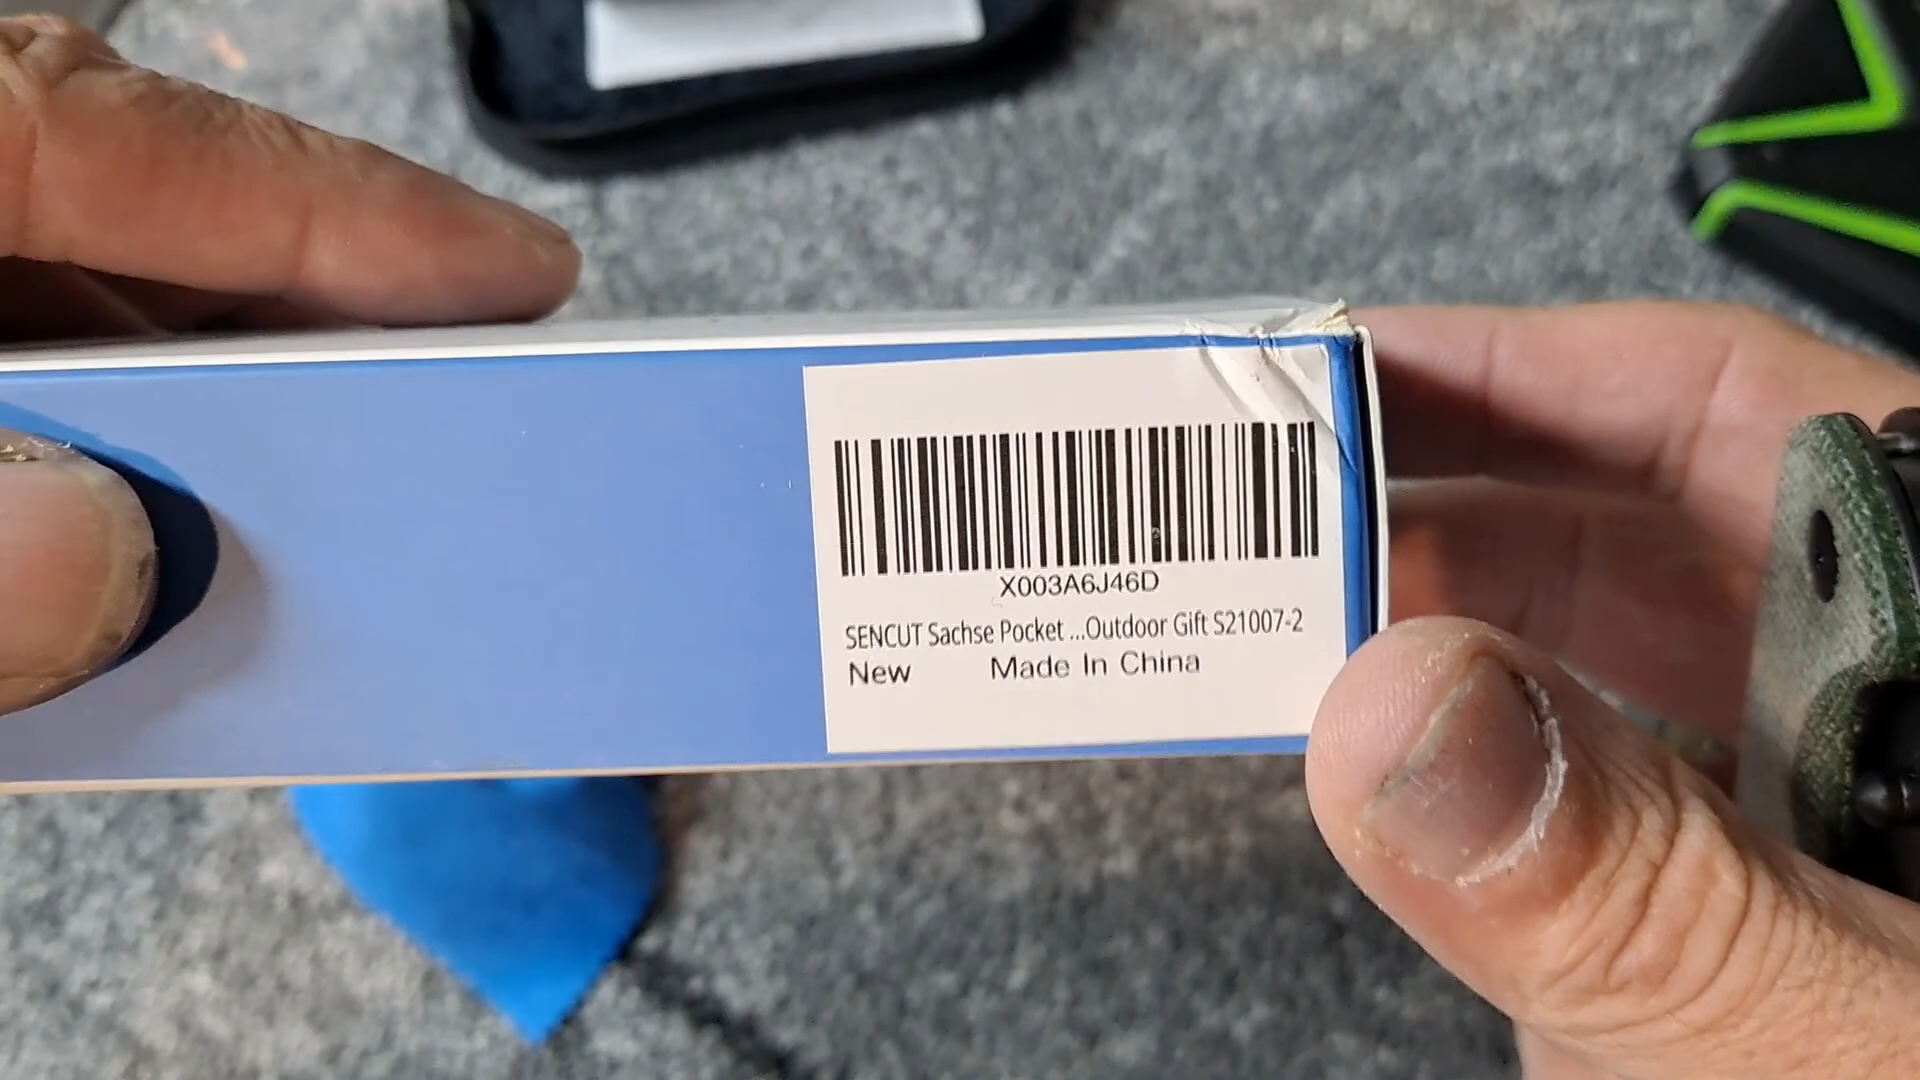 X003A6J46D
SENCUT Sachse Pocket ...Outdoor Gift S21007-2
New Made In China